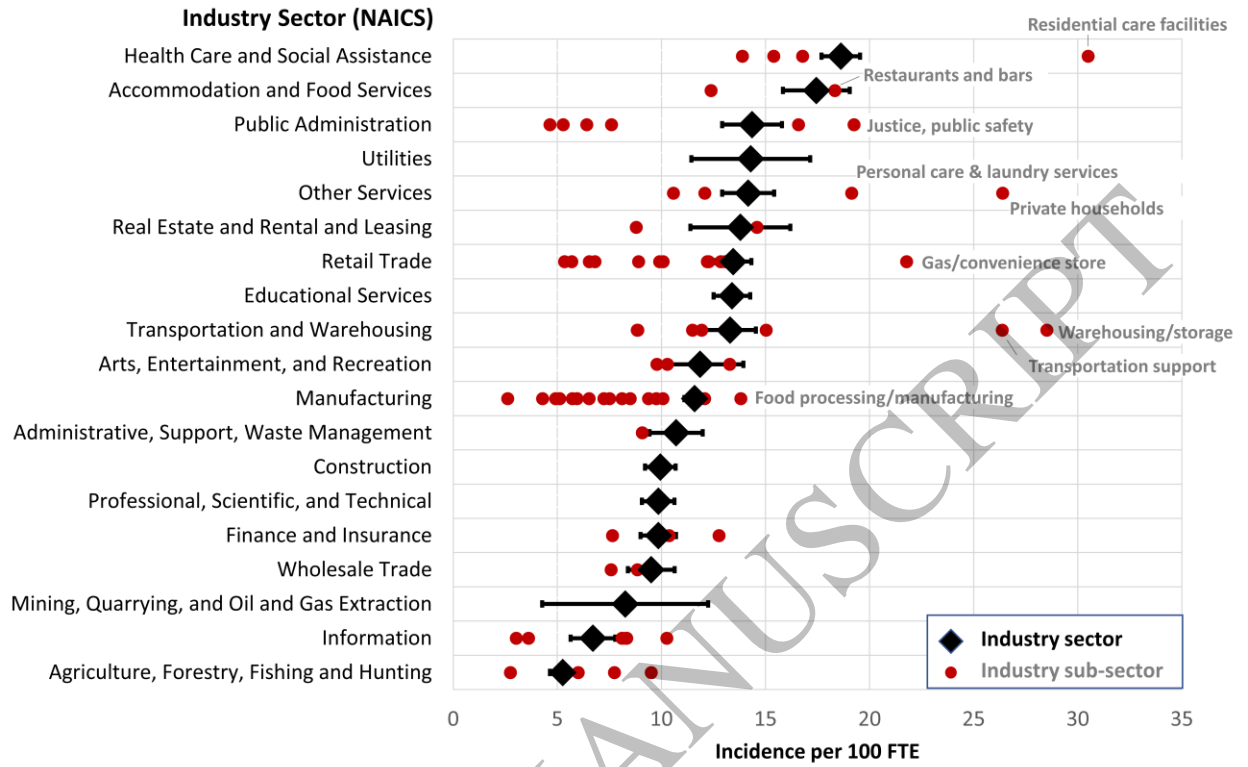 Industry Sector (NAICS)
Residential care facilities
Health Care and Social Assistance
Restaurants and bars
Accommodation and Food Services
Public Administration
Justice, public safety
Utilities
Personal care & laundry services
Other Services
Private households
Real Estate and Rental and Leasing
Retail Trade
Gas/convenience store
Educational Services
Transportation and Warehousing
Warehousing/storage
Arts, Entertainment, and Recreation
Transportation support
Manufacturing
Food processing/manufacturing
Administrative, Support, Waste Management
Construction
Professional, Scientific, and Technical
Finance and Insurance
Wholesale Trade
Mining, Quarrying, and Oil and Gas Extraction
Information
Agriculture, Forestry, Fishing and Hunting
Industry sector
Industry sub-sector
0 5 10 15 20 25 30 35
Incidence per 100 FTE
ANUSCRIPT